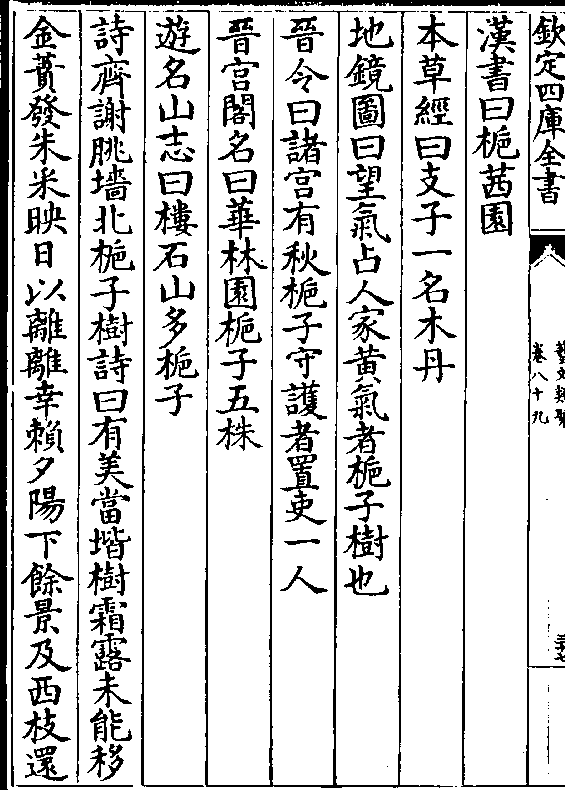 欽定四庫全書
藝文類聚
卷八十九
漢書曰梔茜園
本草經曰支子一名木丹
地鏡圖曰望氣占人家黄氣者梔子樹也
晉令曰諸宫有秋梔子守護者置吏一人
晉宫閣名曰華林園梔子五株
遊名山志曰樓石山多梔子
詩齊謝朓墻北梔子樹詩曰有美當堦樹霜露未能移
金蕡發朱米映日以離離幸賴夕陽下餘景及西枝還